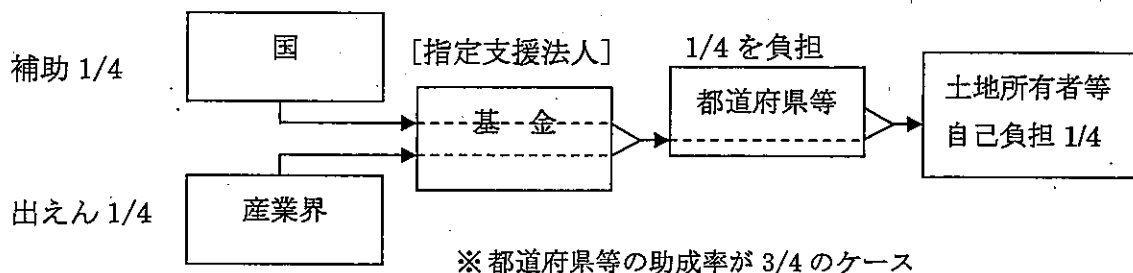 補助 1/4
国
[指定支援法人]
基　金
1/4 を負担
都道府県等
土地所有者等
自己負担 1/4
出えん 1/4
産業界
※ 都道府県等の助成率が 3/4 のケース